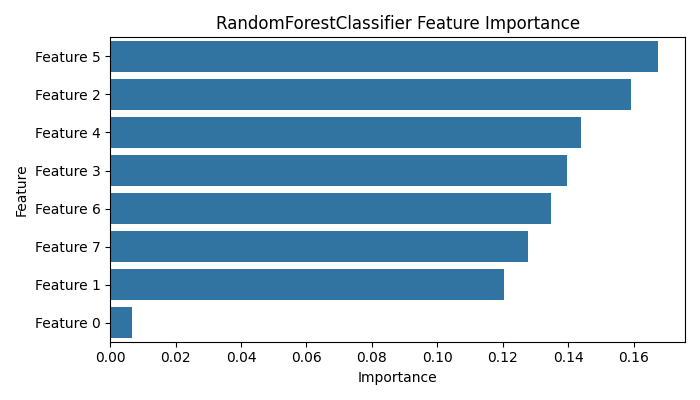 RandomForestClassifier Feature Importance
Feature 5
Feature 2
Feature 4
Feature 3
Feature 6
Feature 7
Feature 1
Feature 0
Feature
0.00 0.02 0.04 0.06 0.08 0.10 0.12 0.14 0.16
Importance